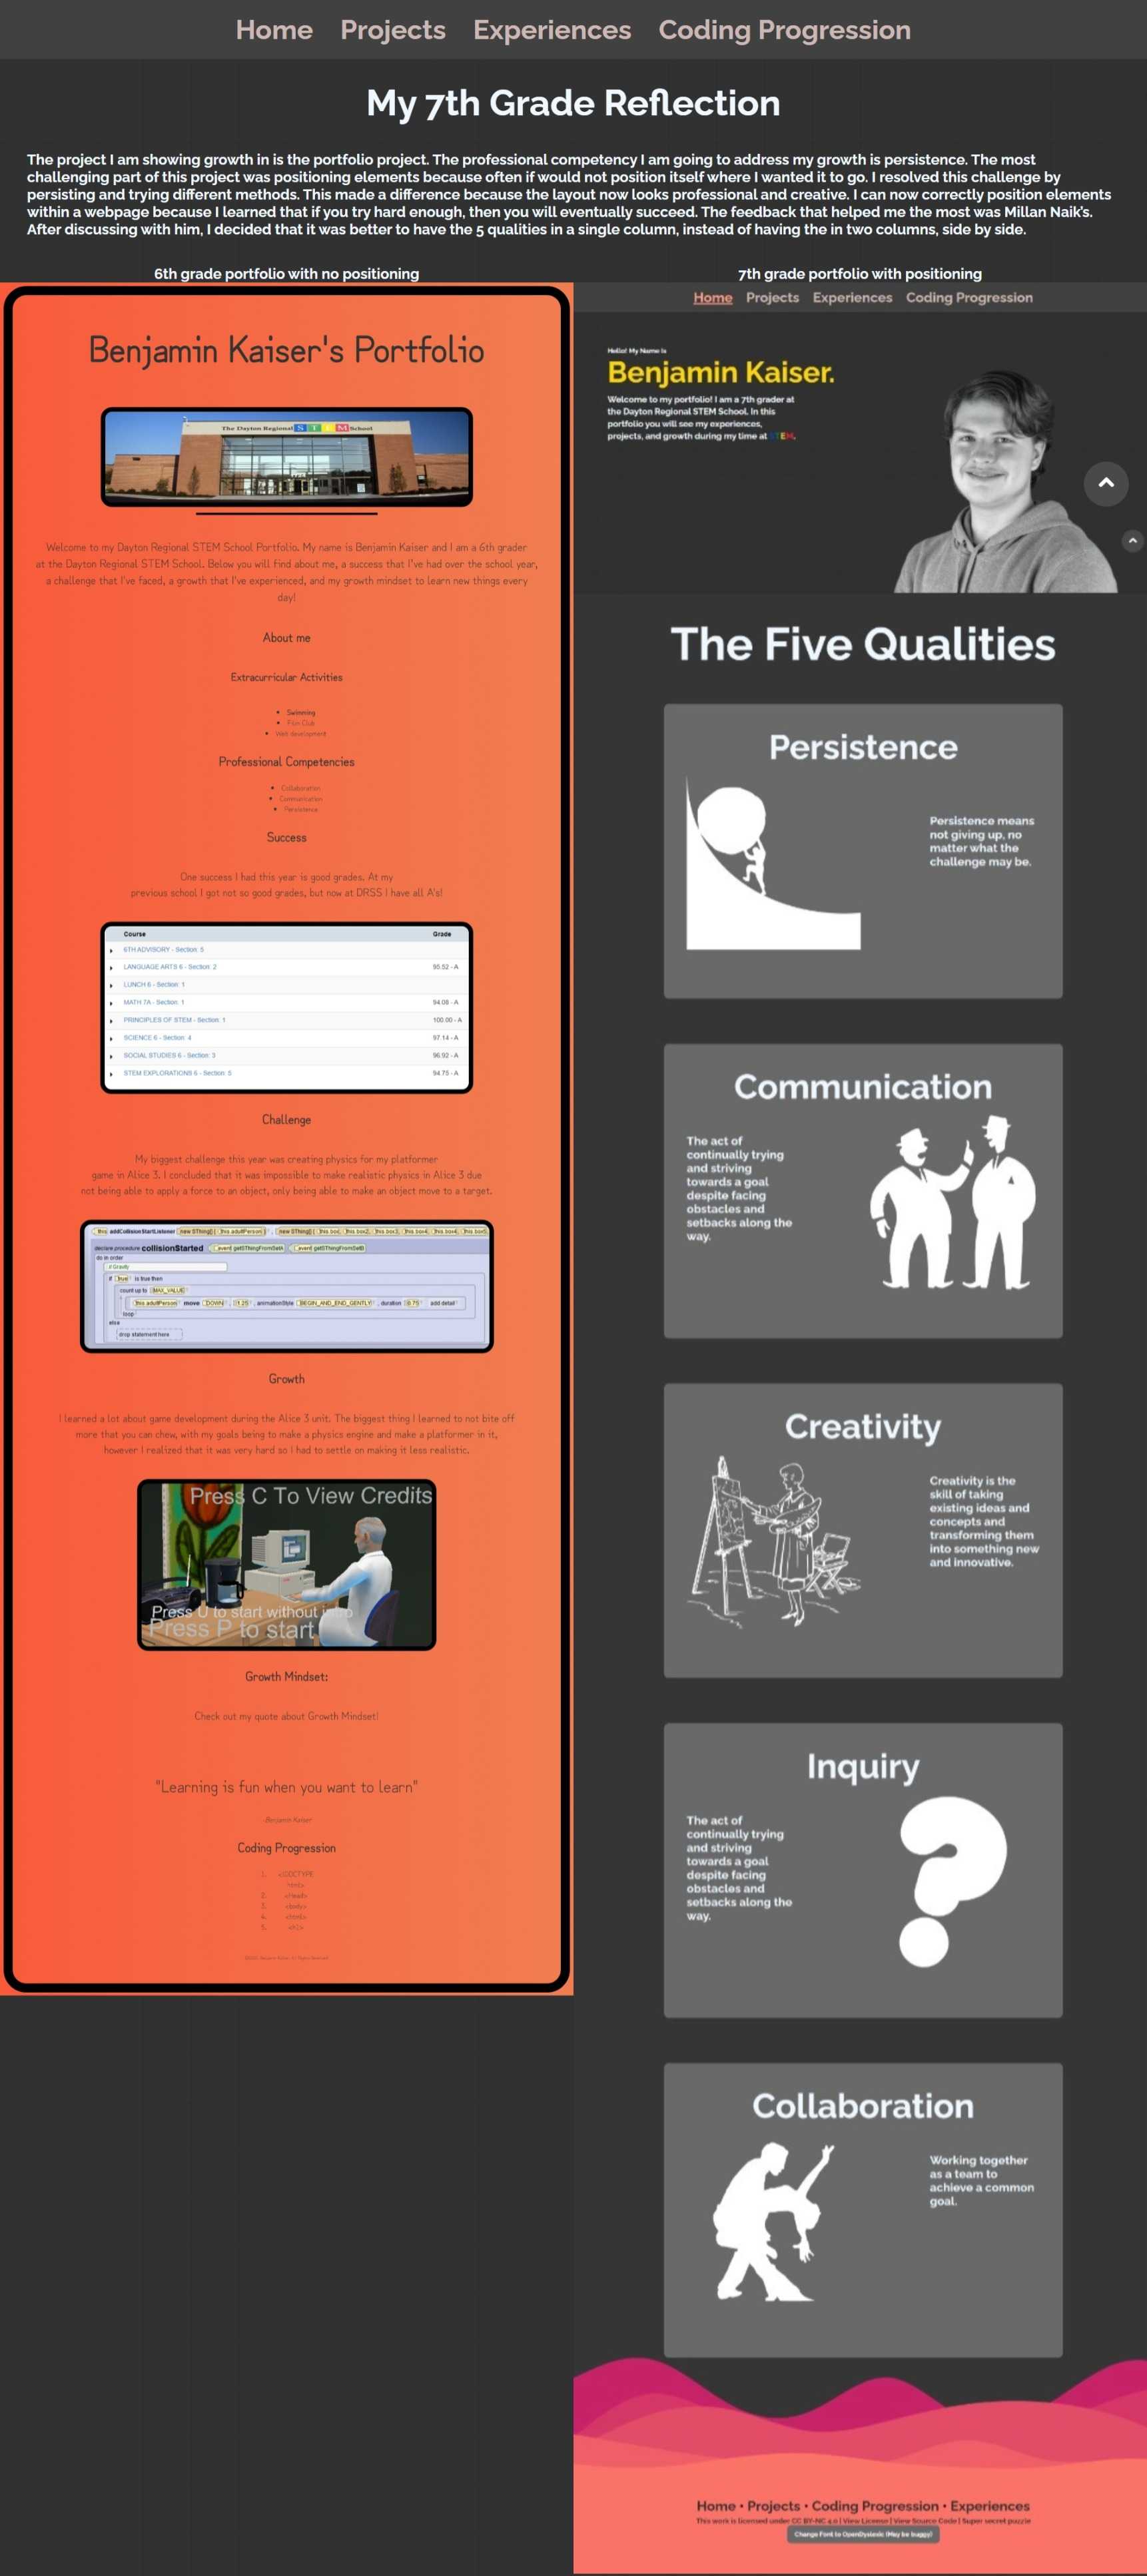 Home Projects Experiences Coding Progression
My 7th Grade Reflection
The project I am showing growth in is the portfolio project. The professional competency I am going to address my growth is persistence. The most
challenging part of this project was positioning elements because often if would not position itself where I wanted it to go. I resolved this challenge by
persisting and trying different methods. This made a difference because the layout now looks professional and creative. I can now correctly position elements
within a webpage because I learned that if you try hard enough, then you will eventually succeed. The feedback that helped me the most was Millan Naik's.
After discussing with him, I decided that it was better to have the 5 qualities in a single column, instead of having the in two columns, side by side.
6th grade portfolio with no positioning
Benjamin Kaiser's Portfolio
The Dayton Regional STEM School
Welcome to my Dayton Regional STEM School Portfolio. My name is Benjamin Kaiser and I am a 6th grader
at the Dayton Regional STEM School. Below you will find about me, a success that I've had over the school year,
a challenge that I've faced, a growth that I've experienced, and my growth mindset to learn new things every
day!
About me
Extracurricular Activities
Swimming
Club
Web development
Professional Competencies
Collaboration
Communication
Persistence
Success
One success I had this year is good grades. At my
previous school I got not so good grades, but now at DRSS I have all A's!
Course Grade
6TH ADVISORY - Section: 5
LANGUAGE ARTS 6 - Section: 2 95.52 - A
LUNCH 6 - Section: 1
MATH 7A - Section: 1 94.08 - A
PRINCIPLES OF STEM - Section: 1 100.00 - A
SCIENCE 6 - Section: 4 97.14 - A
SOCIAL STUDIES 6 - Section: 3 96.92 - A
STEM EXPLORATIONS 6 - Section: 5 94.75 - A
Challenge
My biggest challenge this year was creating physics for my platformer
game in Alice 3. I concluded that it was impossible to make realistic physics in Alice 3 due
not being able to apply a force to an object, only being able to make an object move to a target.
this addCollisionStartListener new SThing[] this adultPerson new SThing[] this box this box2 this box3 this box4 this box5
declare procedure collisionStarted event getSThingFromSetA event getSThingFromSetB
do in order
// Gravity
if true is true then
count up to MAX_VALUE
this adultPerson move DOWN 1.25 , animationStyle BEGIN_AND_END_GENTLY , duration 0.75 add detail
loop
else
drop statement here
Growth
I learned a lot about game development during the Alice 3 unit. The biggest thing I learned to not bite off
more that you can chew, with my goals being to make a physics engine and make a platformer in it,
however I realized that it was very hard so I had to settle on making it less realistic.
Press C To View Credits
Press U to start without intro
Press P to start
Growth Mindset:
Check out my quote about Growth Mindset!
"Learning is fun when you want to learn"
-Benjamin Kaiser
Coding Progression
1. <!DOCTYPE
html>
2. <head>
3. <body>
4. <html>
5. <h1>
7th grade portfolio with positioning
Home Projects Experiences Coding Progression
Hello! My Name Is
Benjamin Kaiser.
Welcome to my portfolio! I am a 7th grader at
the Dayton Regional STEM School. In this
portfolio you will see my experiences,
projects, and growth during my time at STEM.
The Five Qualities
Persistence
Persistence means
not giving up, no
matter what the
challenge may be.
Communication
The act of
continually trying
and striving
towards a goal
despite facing
obstacles and
setbacks along the
way.
Creativity
Creativity is the
skill of taking
existing ideas and
concepts and
transforming them
into something new
and innovative.
Inquiry
The act of
continually trying
and striving
towards a goal
despite facing
obstacles and
setbacks along the
way.
Collaboration
Working together
as a team to
achieve a common
goal.
Home • Projects • Coding Progression • Experiences
This work is licensed under CC BY-NC 4.0 | View License | View Source Code | Super secret puzzle
Change Font to OpenDyslexic (May be buggy)